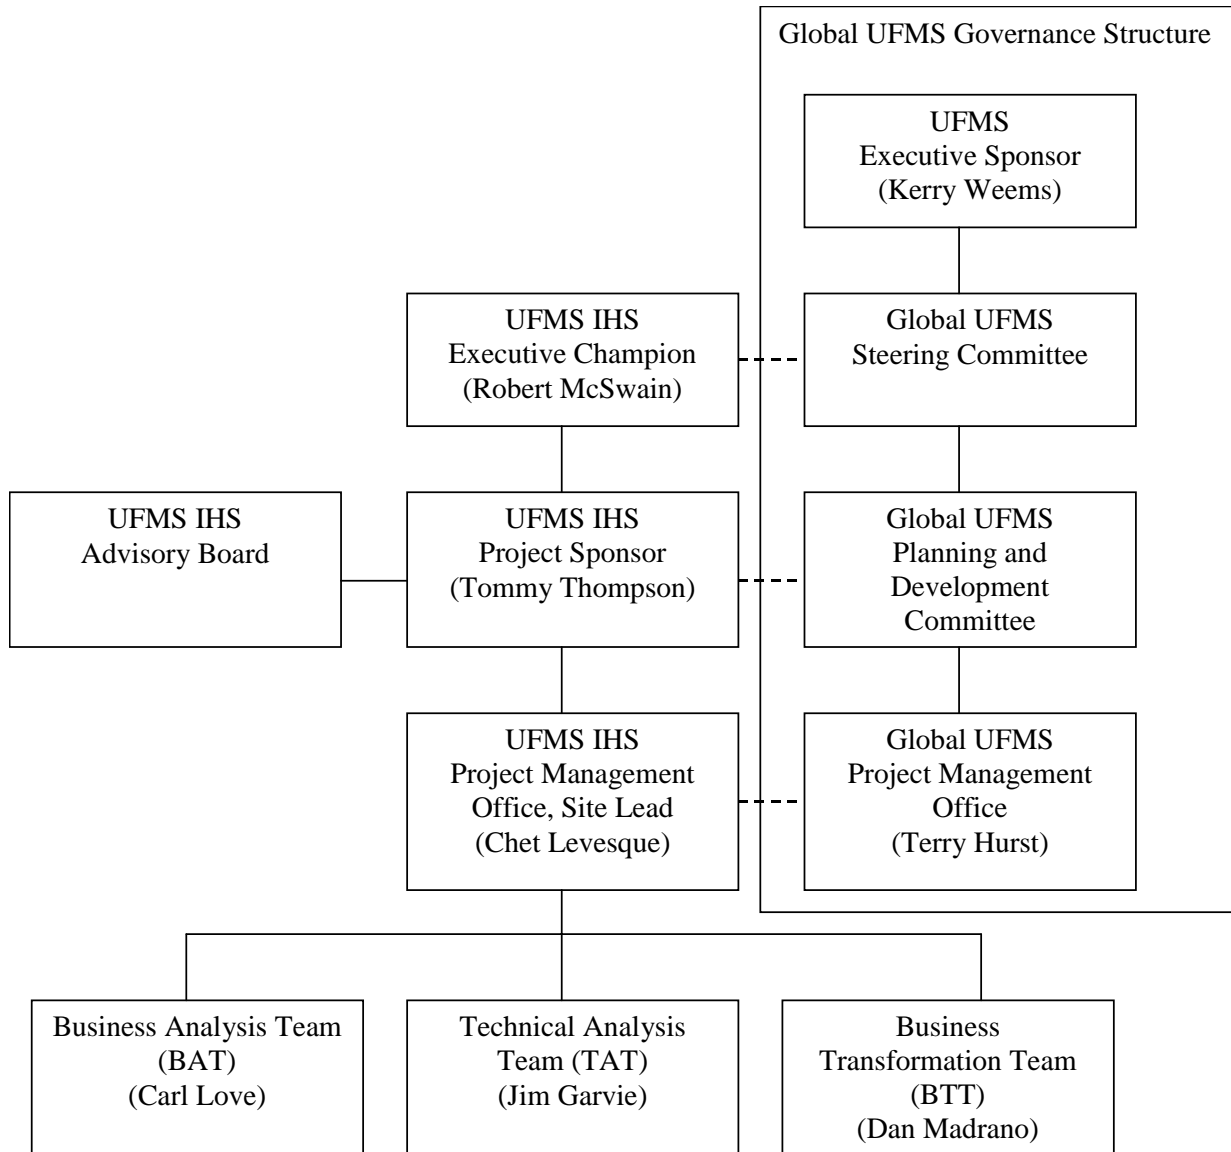 Global UFMS Governance Structure
UFMS
Executive Sponsor
(Kerry Weems)
UFMS IHS
Executive Champion
(Robert McSwain)
Global UFMS
Steering Committee
UFMS IHS
Advisory Board
UFMS IHS
Project Sponsor
(Tommy Thompson)
Global UFMS
Planning and
Development
Committee
UFMS IHS
Project Management
Office, Site Lead
(Chet Levesque)
Global UFMS
Project Management
Office
(Terry Hurst)
Business Analysis Team
(BAT)
(Carl Love)
Technical Analysis
Team (TAT)
(Jim Garvie)
Business
Transformation Team
(BTT)
(Dan Madrano)